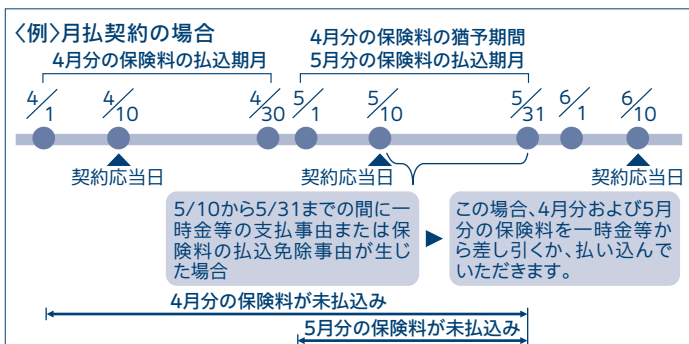 〈例〉月払契約の場合
4月分の保険料の払込期月
4月分の保険料の猶予期間
5月分の保険料の払込期月
4/1 4/10 4/30 5/1 5/10 5/31 6/1 6/10
契約応当日 契約応当日 契約応当日
5/10から5/31までの間に一
時金等の支払事由または保
険料の払込免除事由が生じ
た場合
この場合、4月分および5月
分の保険料を一時金等か
ら差し引くか、払い込んで
いただきます。
4月分の保険料が未払込み
5月分の保険料が未払込み